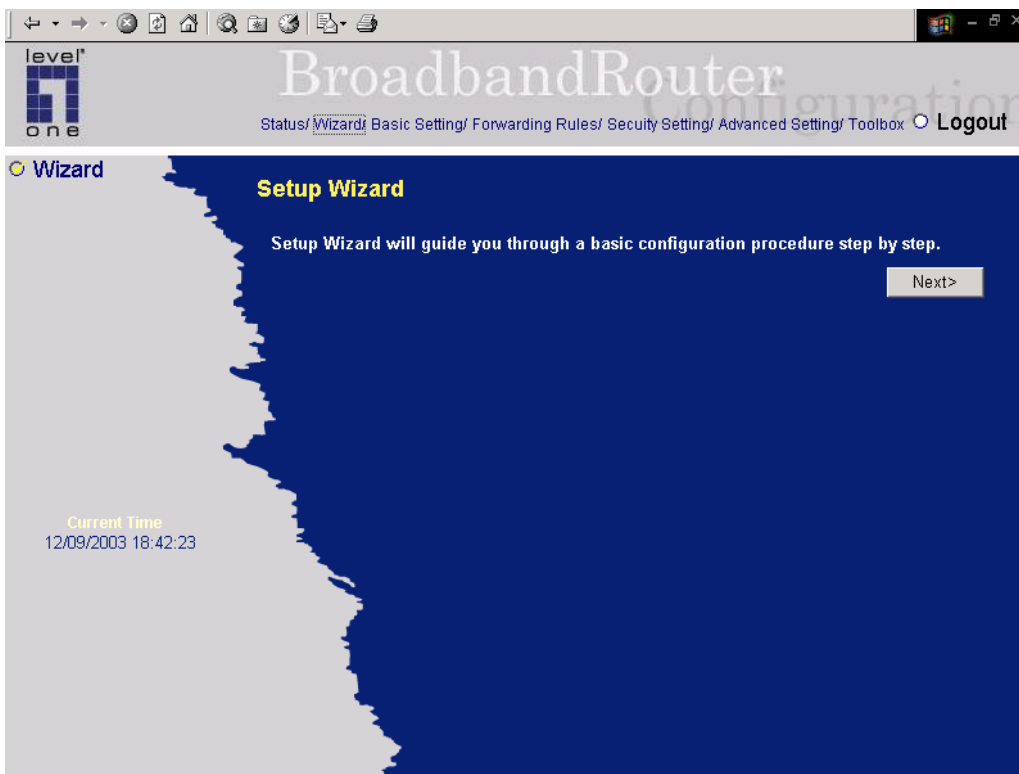 level®
one
BroadbandRouter
Configuration
Status/ Wizard/ Basic Setting/ Forwarding Rules/ Secuity Setting/ Advanced Setting/ Toolbox Logout
Wizard
Setup Wizard
Setup Wizard will guide you through a basic configuration procedure step by step.
Next>
Current Time
12/09/2003 18:42:23